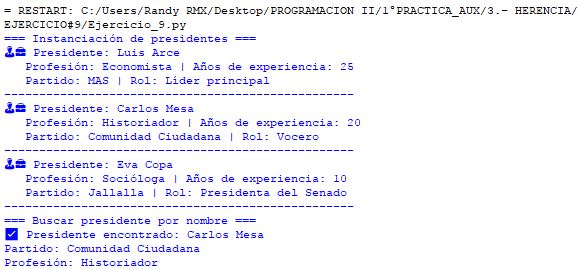 = RESTART: C:/Users/Randy RMX/Desktop/PROGRAMACION II/1°PRACTICA_AUX/3.- HERENCIA/
EJERCICIO#9/Ejercicio_9.py
=== Instanciación de presidentes ===
👨‍💼 Presidente: Luis Arce
Profesión: Economista | Años de experiencia: 25
Partido: MAS | Rol: Líder principal
--------------------------------------------------
👨‍💼 Presidente: Carlos Mesa
Profesión: Historiador | Años de experiencia: 20
Partido: Comunidad Ciudadana | Rol: Vocero
--------------------------------------------------
👨‍💼 Presidente: Eva Copa
Profesión: Socióloga | Años de experiencia: 10
Partido: Jallalla | Rol: Presidenta del Senado
--------------------------------------------------
=== Buscar presidente por nombre ===
✅ Presidente encontrado: Carlos Mesa
Partido: Comunidad Ciudadana
Profesión: Historiador